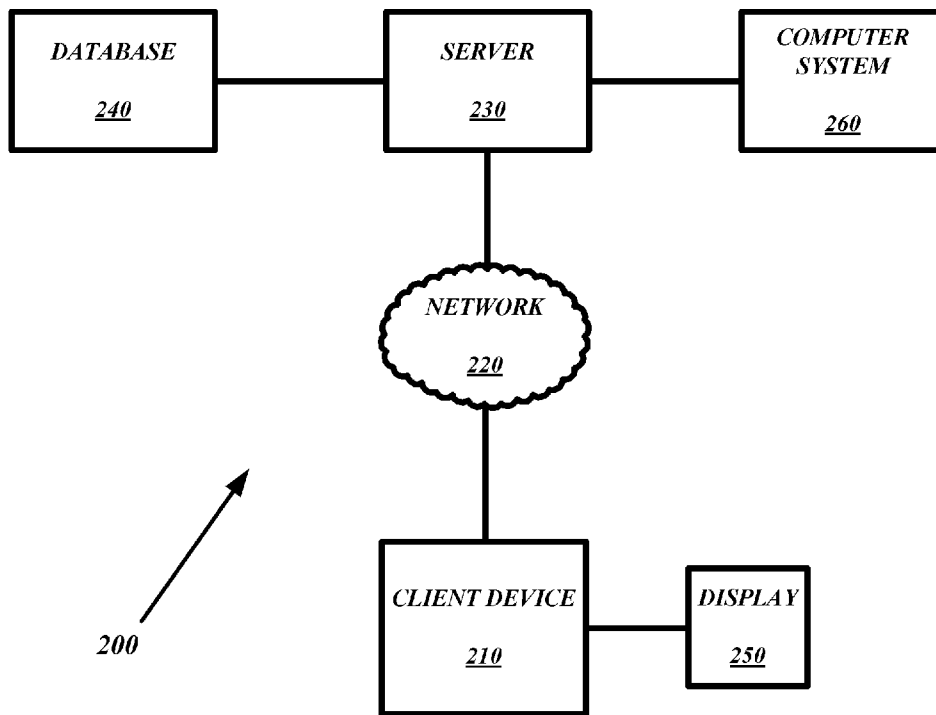 DATABASE
240
SERVER
230
COMPUTER
SYSTEM
260
NETWORK
220
CLIENT DEVICE
210
DISPLAY
250
200